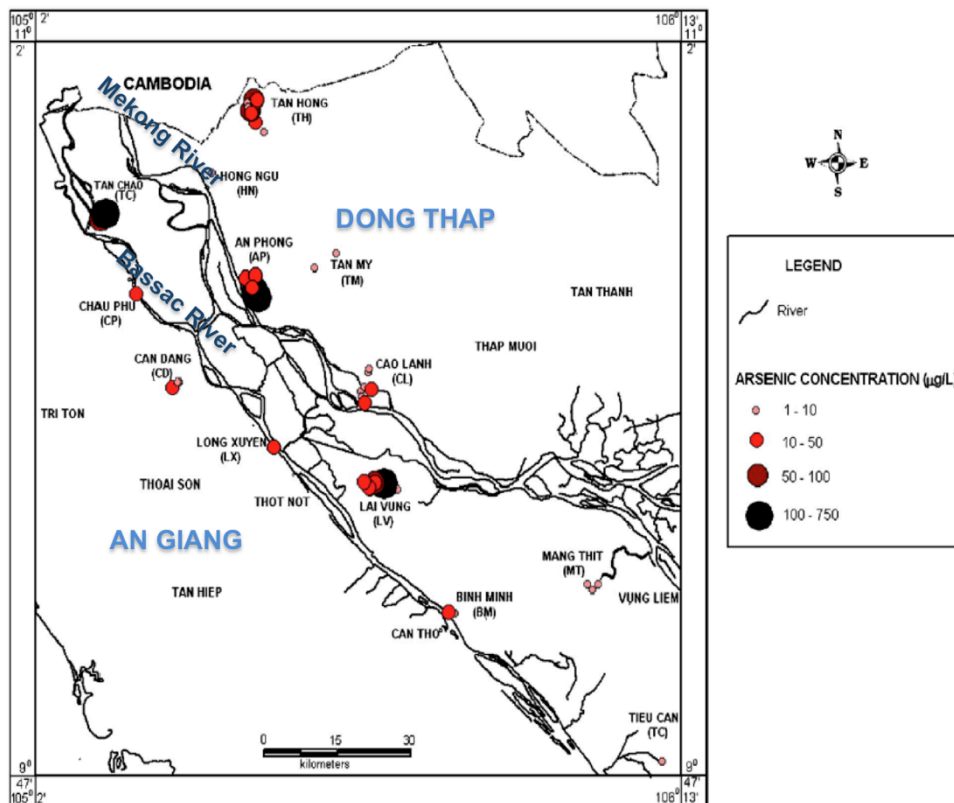 105°
2'
11°
2'
106°
13'
11°
2'
CAMBODIA
Mekong River
TAN HONG
(TH)
HONG NGU
(HN)
TAN CHAO
(TC)
DONG THAP
AN PHONG
(AP)
TAN MY
(TM)
Bassac River
TAN THANH
CHAU PHU
(CP)
THAP MUOI
CAN DANG
(CD)
CAO LANH
(CL)
TRI TON
LONG XUYEN
(LX)
THOAI SON
THOT NOT
LAI VUNG
(LV)
AN GIANG
MANG THIT
(MT)
TAN HIEP
BINH MINH
(BM)
VUNG LIEM
CAN THO
TIEU CAN
(TC)
0 15 30
kilometers
9°
47'
105°
2'
9°
47'
106°
13'
N
W E
S
LEGEND
River
ARSENIC CONCENTRATION (µg/L)
1 - 10
10 - 50
50 - 100
100 - 750